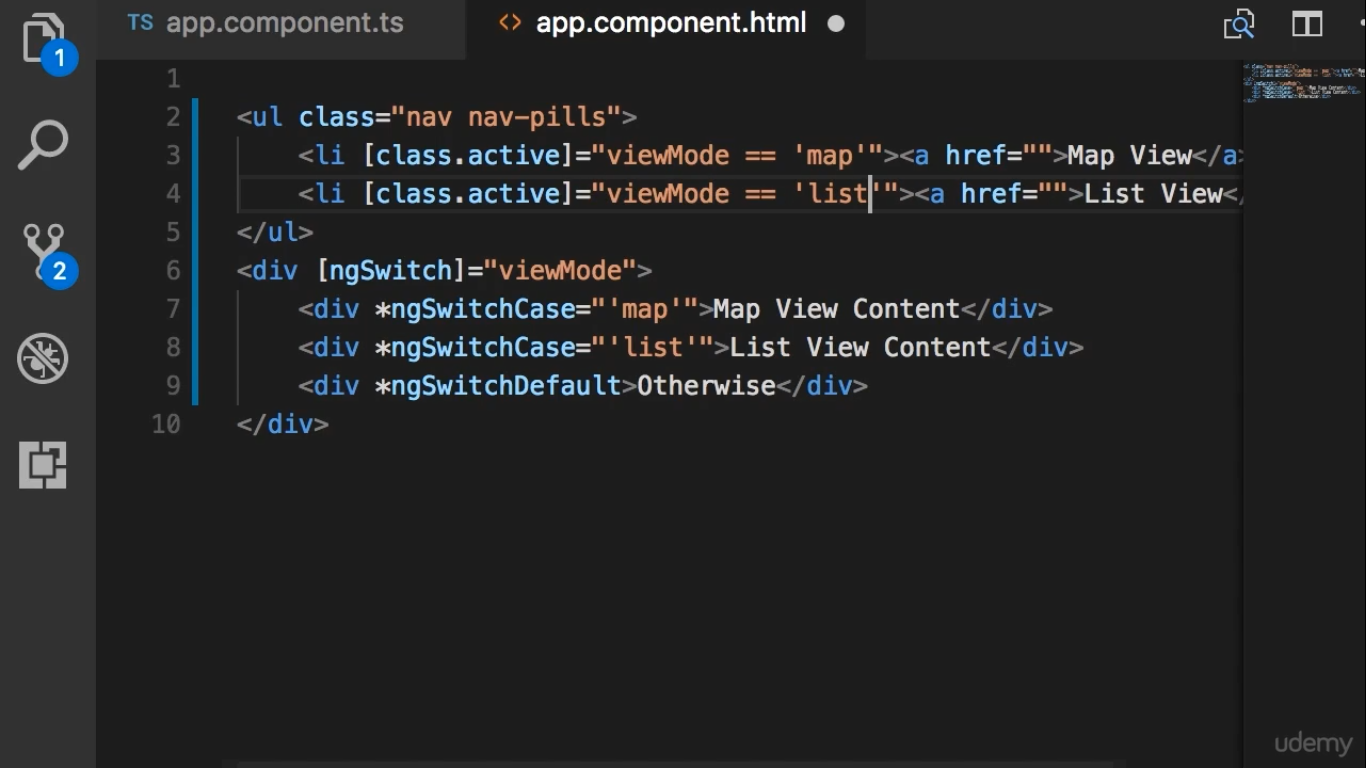 TS app.component.ts
<> app.component.html
1
2
1
2 <ul class="nav nav-pills">
3 <li [class.active]="viewMode == 'map'"><a href="">Map View</a>
4 <li [class.active]="viewMode == 'list'"><a href="">List View</
5 </ul>
6 <div [ngSwitch]="viewMode">
7 <div *ngSwitchCase="'map'">Map View Content</div>
8 <div *ngSwitchCase="'list'">List View Content</div>
9 <div *ngSwitchDefault>Otherwise</div>
10 </div>
udemy